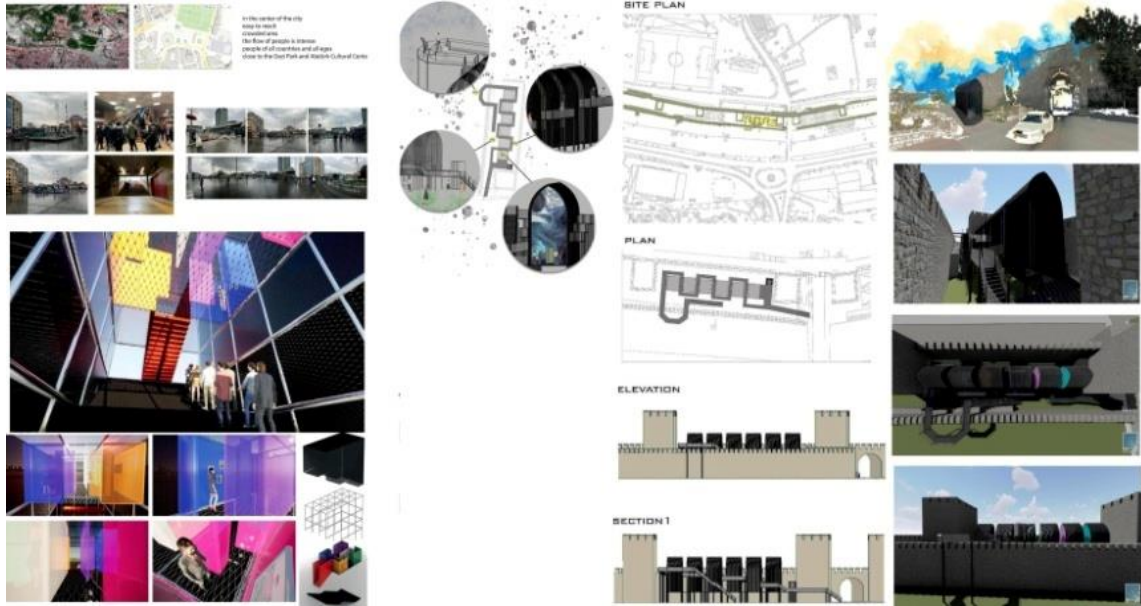 in the center of the city
easy to reach
crowded area
the flow of people is intense
people of all countries and all ages
SITE PLAN
PLAN
ELEVATION
SECTION 1